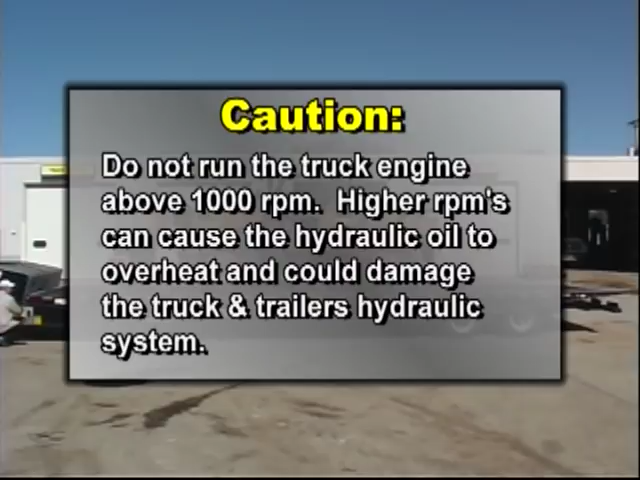 Caution:
Do not run the truck engine
above 1000 rpm. Higher rpm's
can cause the hydraulic oil to
overheat and could damage
the truck & trailers hydraulic
system.